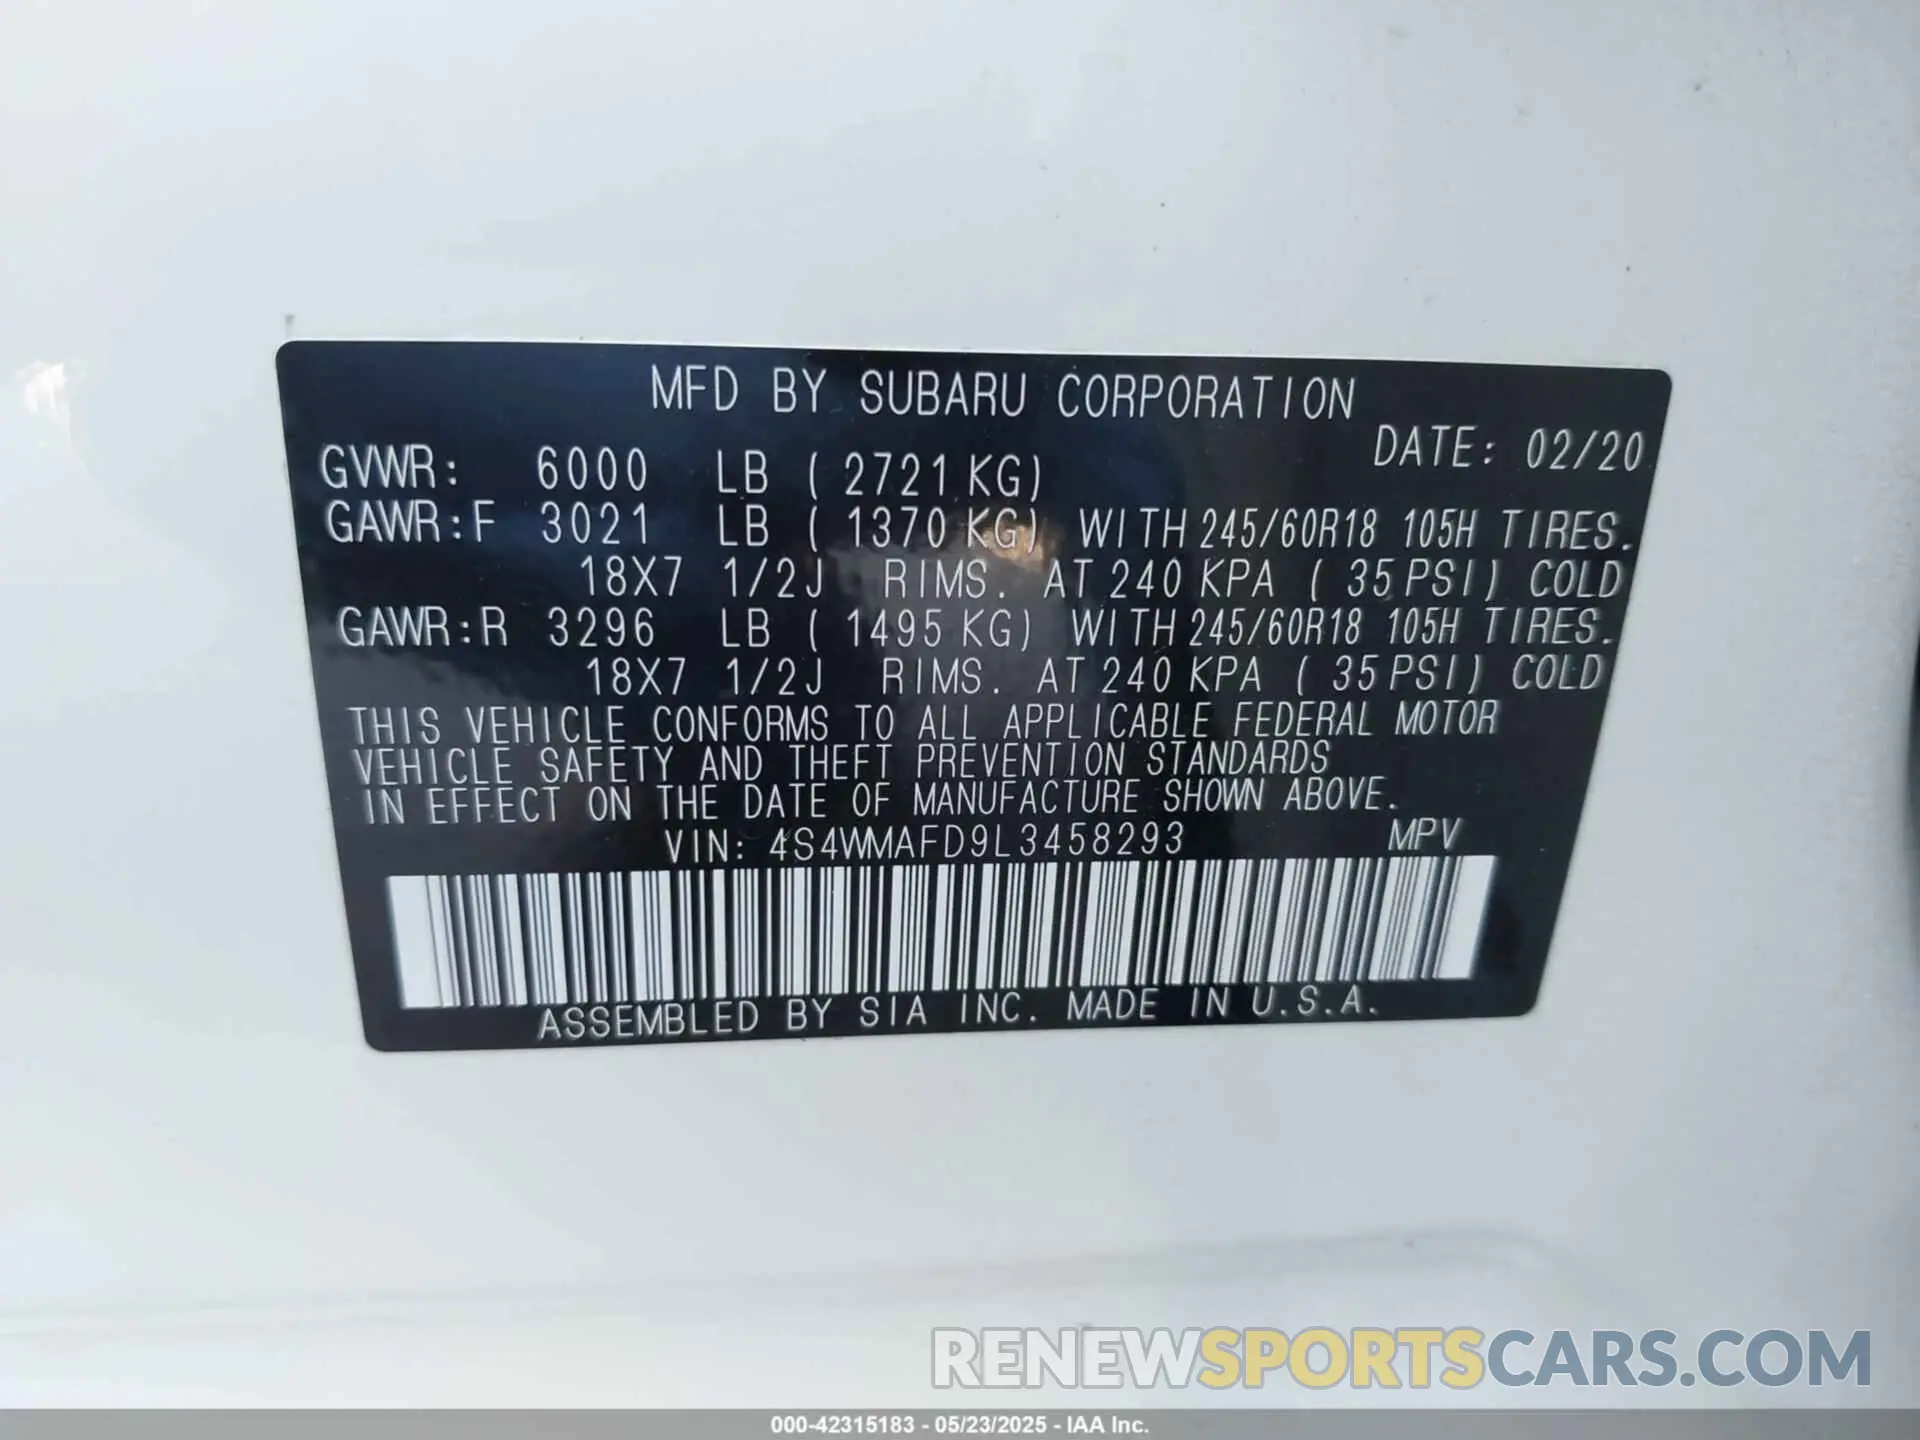 MFD BY SUBARU CORPORATION
DATE: 02/20
GVWR: 6000 LB ( 2721 KG)
GAWR:F 3021 LB ( 1370 KG) WITH 245/60R18 105H TIRES.
18X7 1/2J RIMS. AT 240 KPA ( 35 PSI) COLD
GAWR:R 3296 LB ( 1495 KG) WITH 245/60R18 105H TIRES.
18X7 1/2J RIMS. AT 240 KPA ( 35 PSI) COLD
THIS VEHICLE CONFORMS TO ALL APPLICABLE FEDERAL MOTOR
VEHICLE SAFETY AND THEFT PREVENTION STANDARDS
IN EFFECT ON THE DATE OF MANUFACTURE SHOWN ABOVE.
VIN: 4S4WMAFD9L3458293 MPV
ASSEMBLED BY SIA INC. MADE IN U.S.A.
RENEWSPORTSCARS.COM
000-42315183 - 05/23/2025 - IAA Inc.